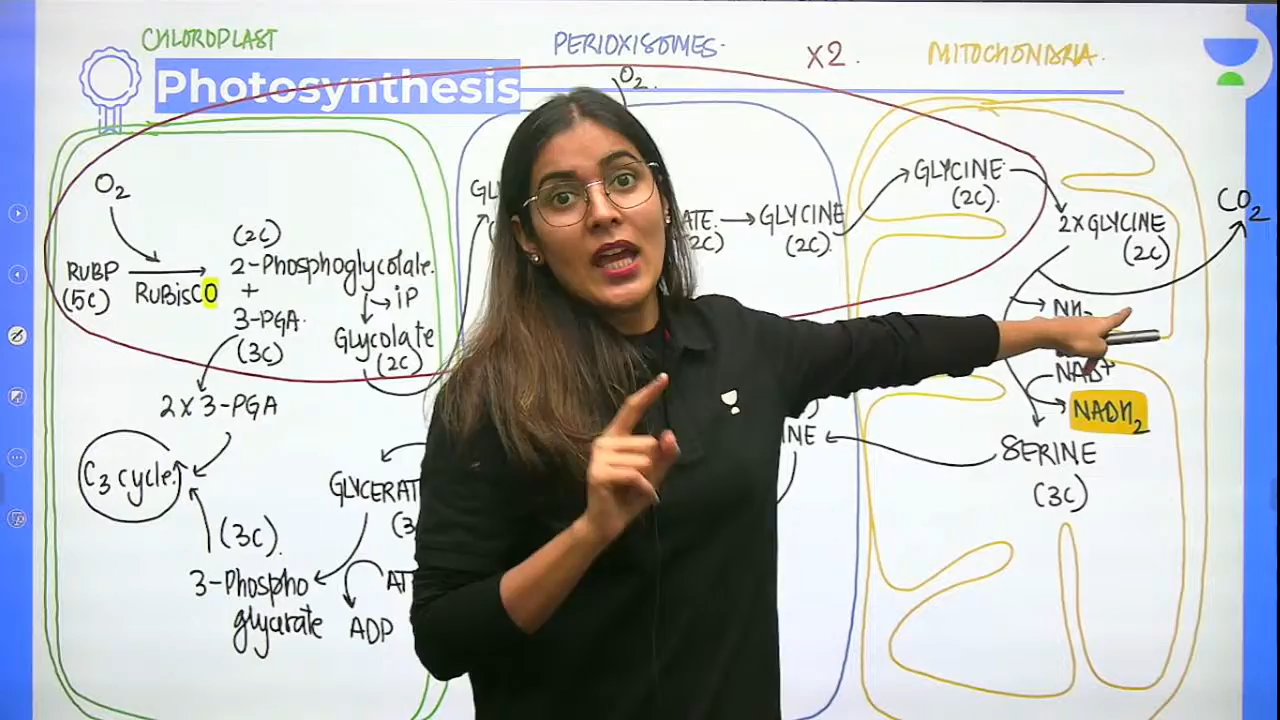 CHLOROPLAST
PERIOXISOMES.
X2.
MITOCHONDRIA.
Photosynthesis
O2.
O2
RUBP
(5C)
RUBISCO
(2C)
2-Phosphoglycolate.
+
3-PGA.
(3C)
iP
Glycolate
(2C)
2 X 3-PGA
C3 cycle.
(3C)
3-Phospho
glycerate
ADP
GLYCINE
(2C)
GLYCINE.
(2C).
2XGLYCINE
(2C)
CO2
NAD+
NADH2
SERINE
(3C)